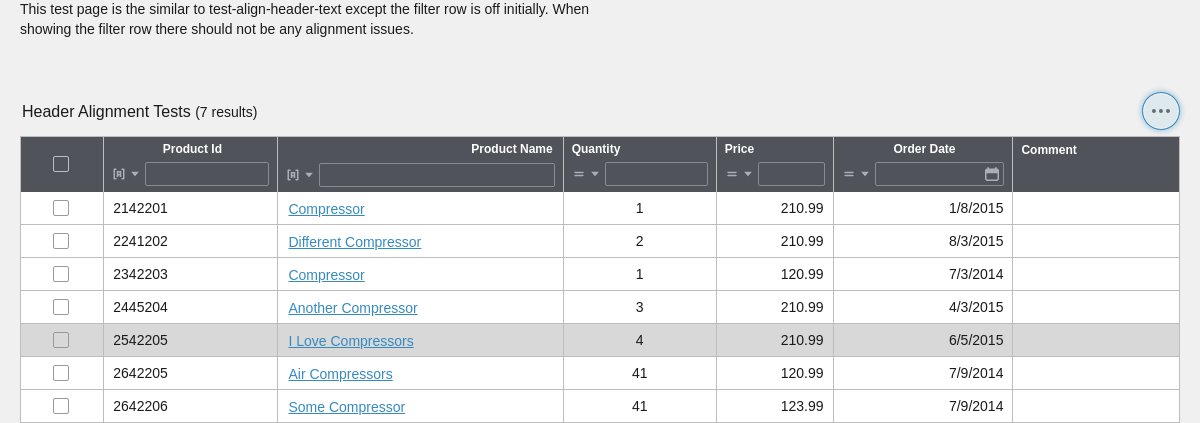 This test page is the similar to test-align-header-text except the filter row is off initially. When
showing the filter row there should not be any alignment issues.
Header Alignment Tests (7 results)
Product Id Product Name Quantity Price Order Date Comment
2142201 Compressor 1 210.99 1/8/2015
2241202 Different Compressor 2 210.99 8/3/2015
2342203 Compressor 1 120.99 7/3/2014
2445204 Another Compressor 3 210.99 4/3/2015
2542205 I Love Compressors 4 210.99 6/5/2015
2642205 Air Compressors 41 120.99 7/9/2014
2642206 Some Compressor 41 123.99 7/9/2014